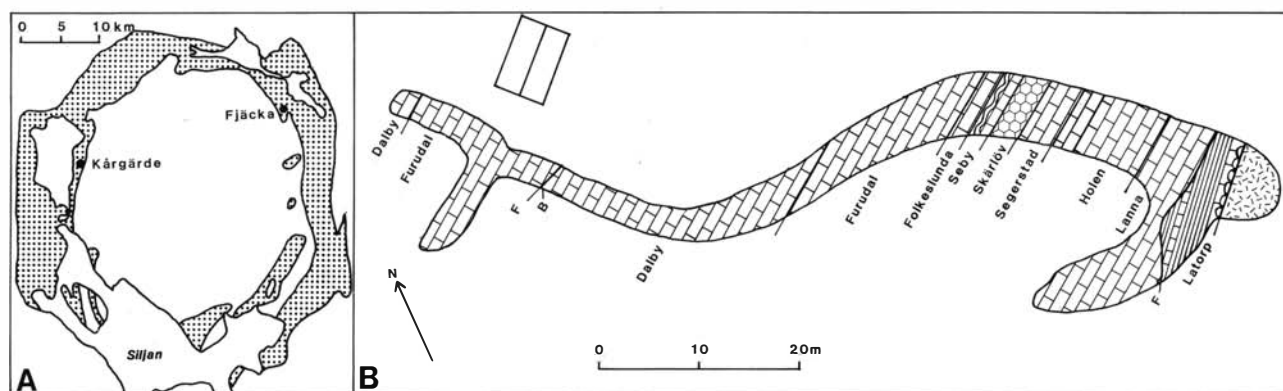 0 5 10 km
Fjäcka
Kårgärde
Siljan
A
Dalby
Furudal
F
B
Dalby
Furudal
Folkeslunda
Seby
Skärlöv
Segerstad
Holen
Lanna
F
Latorp
N
0 10 20m
B